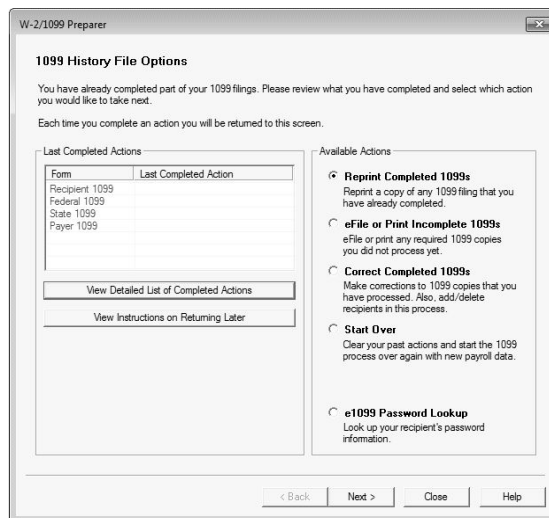 W-2/1099 Preparer
1099 History File Options
You have already completed part of your 1099 filings. Please review what you have completed and select which action
you would like to take next.
Each time you complete an action you will be returned to this screen.
Last Completed Actions
Form Last Completed Action
Recipient 1099
Federal 1099
State 1099
Payer 1099
View Detailed List of Completed Actions
View Instructions on Returning Later
Available Actions
Reprint Completed 1099s
Reprint a copy of any 1099 filing that you
have already completed.
eFile or Print Incomplete 1099s
eFile or print any required 1099 copies
you did not process yet.
Correct Completed 1099s
Make corrections to 1099 copies that you
have processed. Also, add/delete
recipients in this process.
Start Over
Clear your past actions and start the 1099
process over again with new payroll data.
e1099 Password Lookup
Look up your recipient's password
information.
< Back Next > Close Help